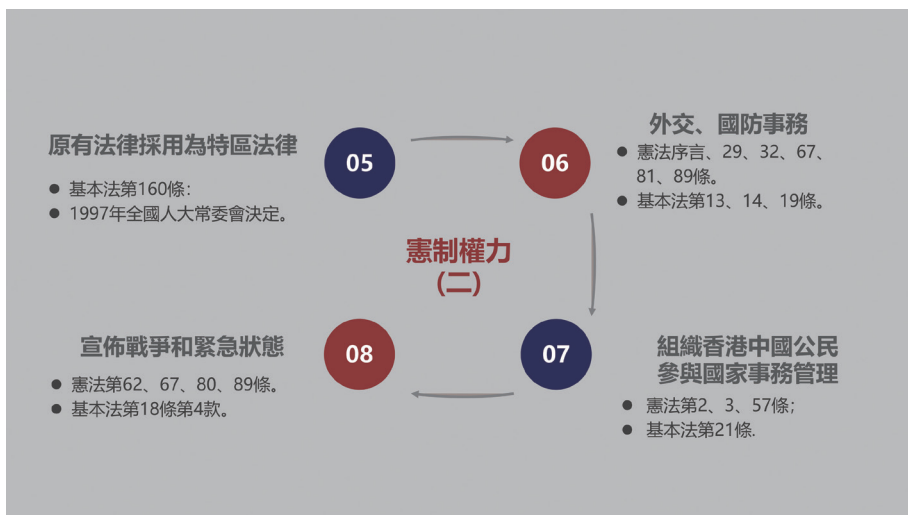 原有法律採用為特區法律
● 基本法第160條：
● 1997年全國人大常委會決定。
05
06
外交、國防事務
● 憲法序言、29、32、67、
81、89條。
● 基本法第13、14、19條。
憲制權力
(二)
宣佈戰爭和緊急狀態
● 憲法第62、67、80、89條。
● 基本法第18條第4款。
08
07
組織香港中國公民
參與國家事務管理
● 憲法第2、3、57條；
● 基本法第21條.